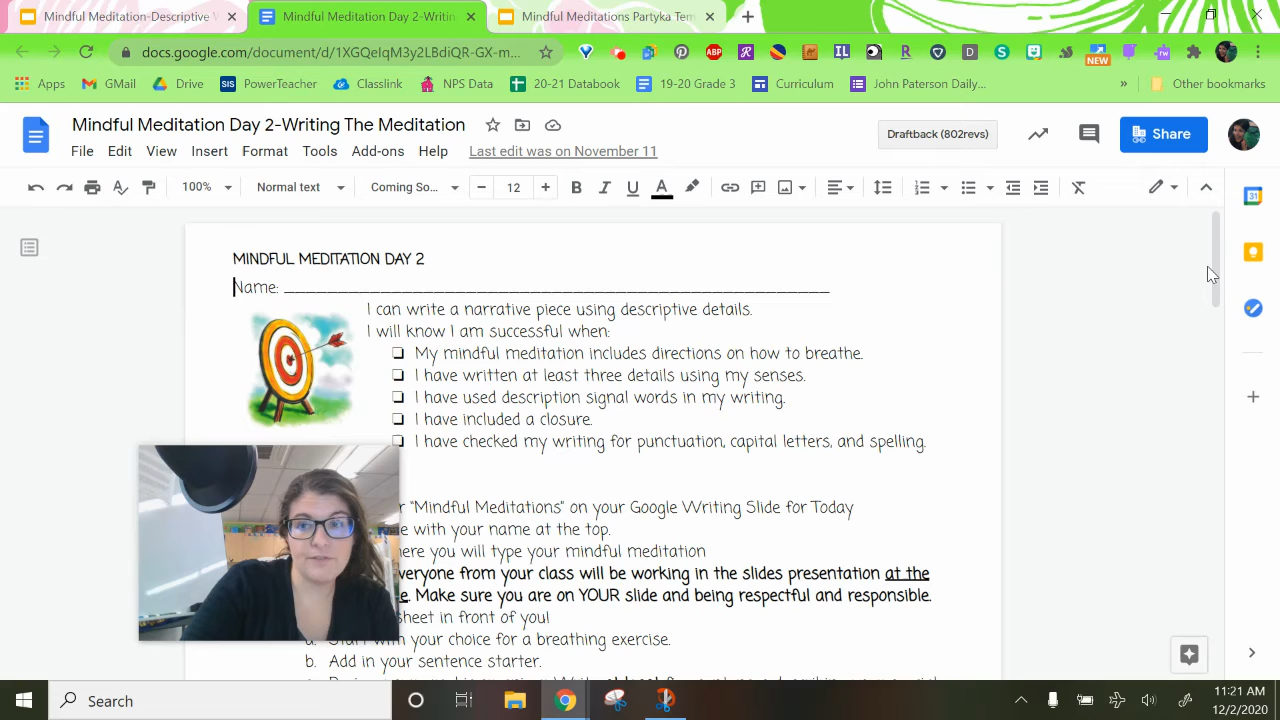 Mindful Meditation-Descriptive W
Mindful Meditation Day 2-Writin
Mindful Meditations Partyka Tem
docs.google.com/document/d/1XGQeIqM3y2LBdiQR-GX-m...
NEW
Apps
GMail
Drive
SIS
PowerTeacher
Classlink
NPS Data
20-21 Databook
19-20 Grade 3
Curriculum
John Paterson Daily...
»
Other bookmarks
Mindful Meditation Day 2-Writing The Meditation
File Edit View Insert Format Tools Add-ons Help Last edit was on November 11
Draftback (802revs)
Share
100% Normal text Coming So... 12 B I U A
31
MINDFUL MEDITATION DAY 2
Name:
I can write a narrative piece using descriptive details.
I will know I am successful when:
My mindful meditation includes directions on how to breathe.
I have written at least three details using my senses.
I have used description signal words in my writing.
I have included a closure.
I have checked my writing for punctuation, capital letters, and spelling.
"Mindful Meditations" on your Google Writing Slide for Today
with your name at the top.
you will type your mindful meditation
everyone from your class will be working in the slides presentation at the
Make sure you are on YOUR slide and being respectful and responsible.
sheet in front of you!
a. Start with your choice for a breathing exercise.
b. Add in your sentence starter.
Search
11:21 AM
12/2/2020